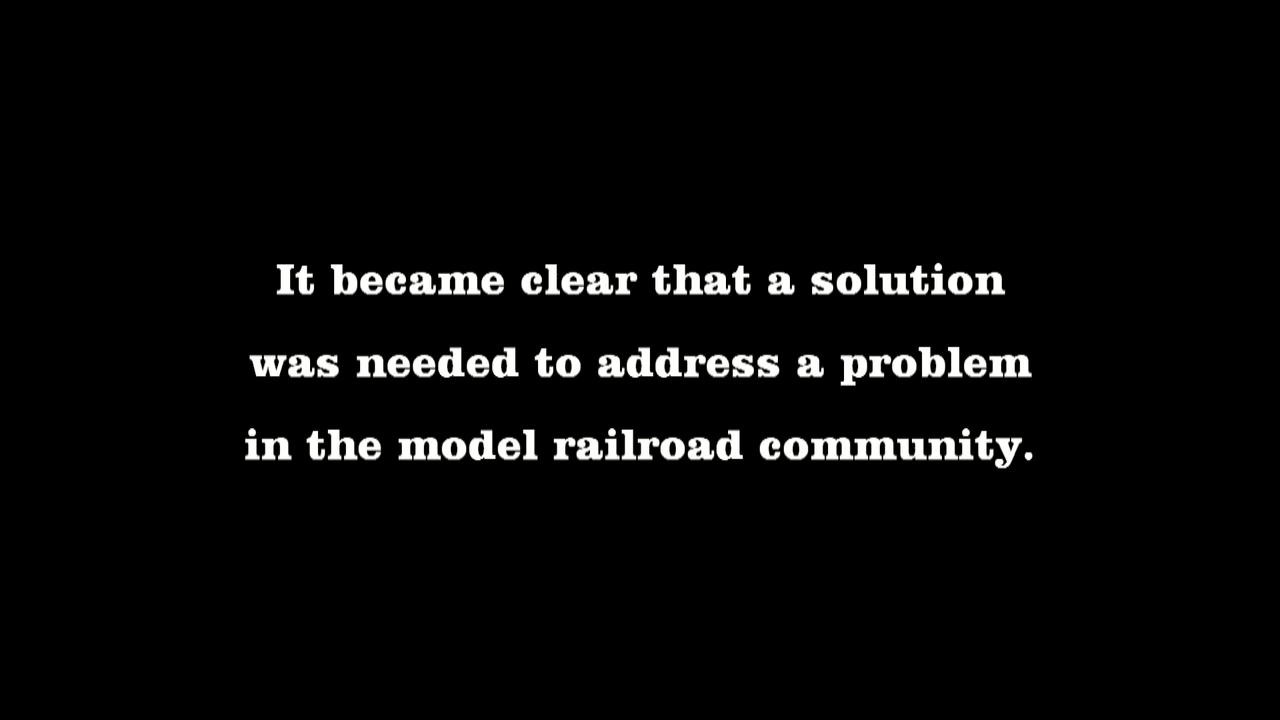 It became clear that a solution
was needed to address a problem
in the model railroad community.